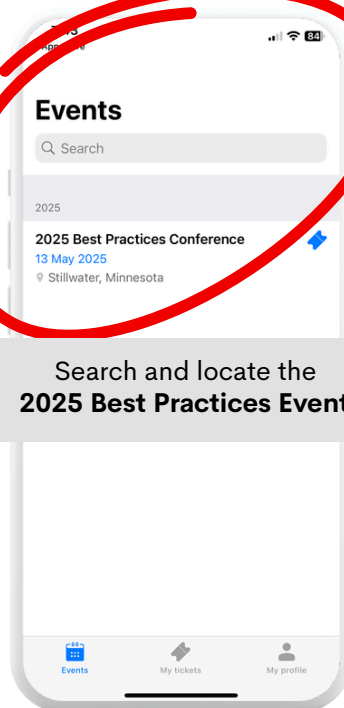 84
Events
Search
2025
2025 Best Practices Conference
13 May 2025
Stillwater, Minnesota
Search and locate the
2025 Best Practices Event
Events
My tickets
My profile